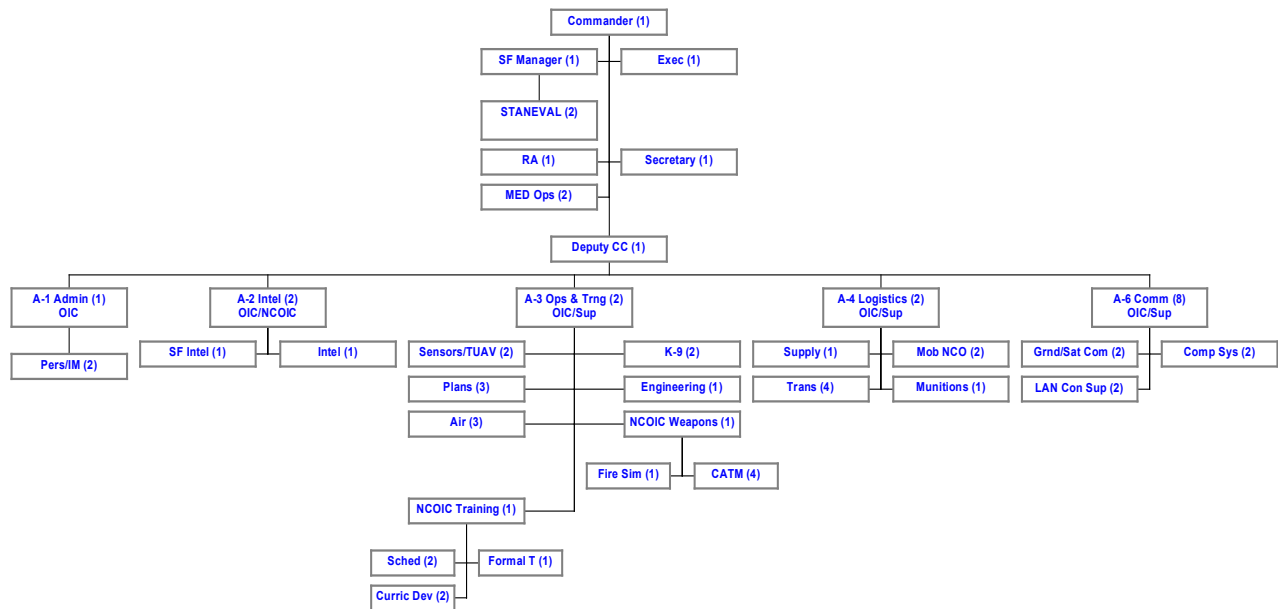 Commander (1)
SF Manager (1)
Exec (1)
STANEVAL (2)
RA (1)
Secretary (1)
MED Ops (2)
Deputy CC (1)
A-1 Admin (1)
OIC
A-2 Intel (2)
OIC/NCOIC
A-3 Ops & Trng (2)
OIC/Sup
A-4 Logistics (2)
OIC/Sup
A-6 Comm (8)
OIC/Sup
Pers/IM (2)
SF Intel (1)
Intel (1)
Sensors/TUAV (2)
K-9 (2)
Supply (1)
Mob NCO (2)
Grnd/Sat Com (2)
Comp Sys (2)
Plans (3)
Engineering (1)
Trans (4)
Munitions (1)
LAN Con Sup (2)
Air (3)
NCOIC Weapons (1)
Fire Sim (1)
CATM (4)
NCOIC Training (1)
Sched (2)
Formal T (1)
Curric Dev (2)